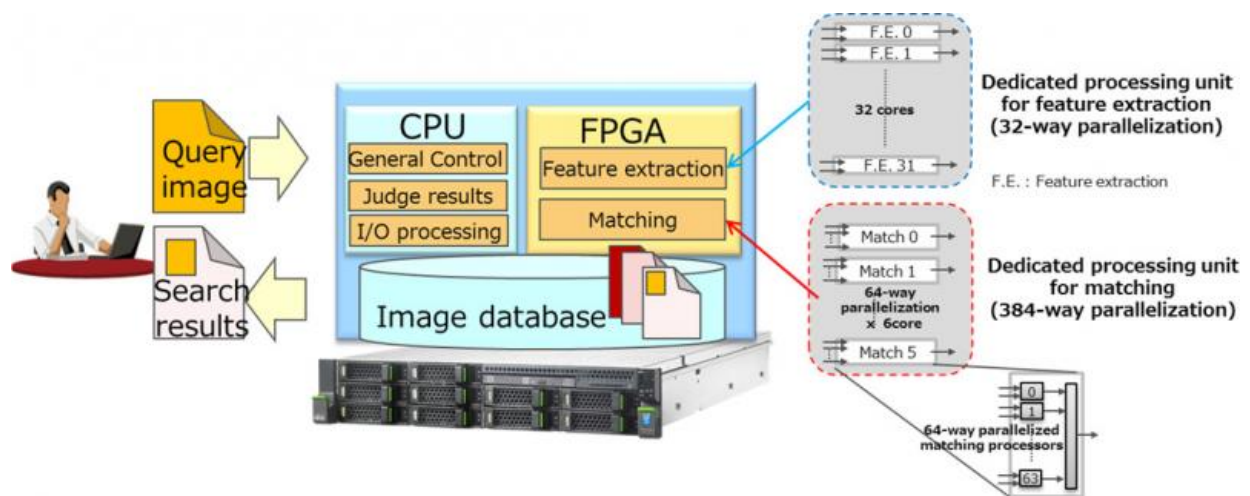 Query
image
Search
results
CPU
General Control
Judge results
I/O processing
FPGA
Feature extraction
Matching
Image database
F.E. 0
F.E. 1
32 cores
F.E. 31
Dedicated processing unit
for feature extraction
(32-way parallelization)
F.E. : Feature extraction
Match 0
Match 1
64-way
parallelization
x 6core
Match 5
Dedicated processing unit
for matching
(384-way parallelization)
0
1
64-way parallelized
matching processors
63